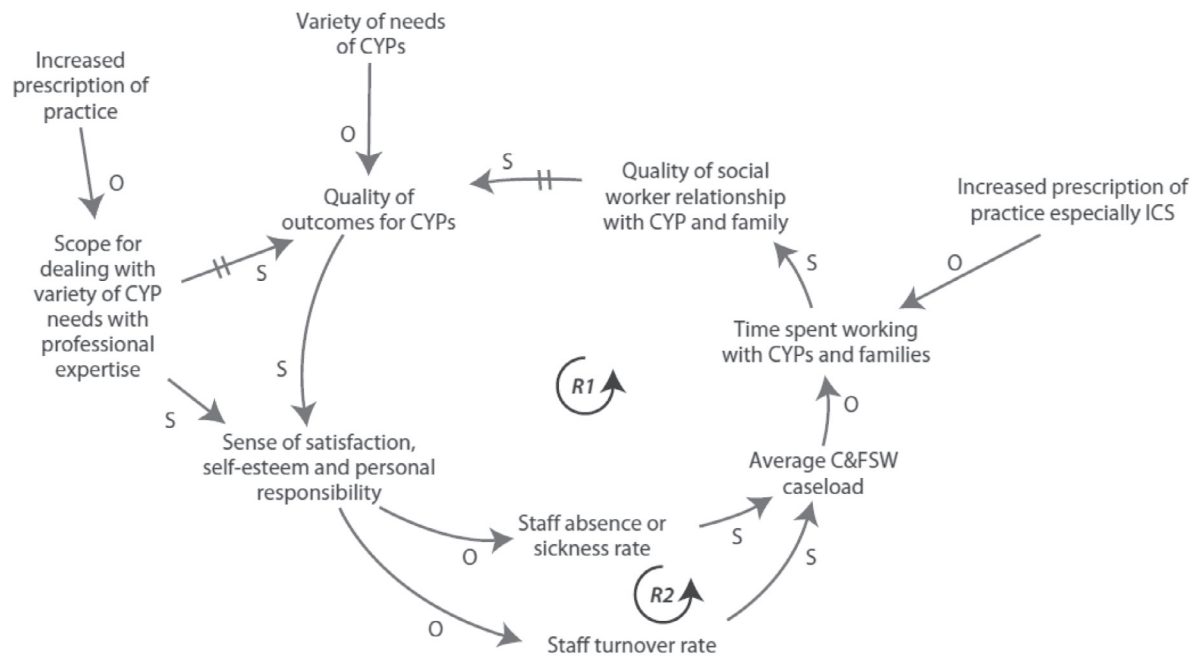 Variety of needs
of CYPs
Increased
prescription of
practice
O
O
S
Quality of
outcomes for CYPs
Quality of social
worker relationship
with CYP and family
Increased prescription of
practice especially ICS
Scope for
dealing with
variety of CYP
needs with
professional
expertise
S
S
O
Time spent working
with CYPs and families
S
R1
O
S
Sense of satisfaction,
self-esteem and personal
responsibility
Average C&FSW
caseload
Staff absence or
sickness rate
O
S
S
R2
O
Staff turnover rate